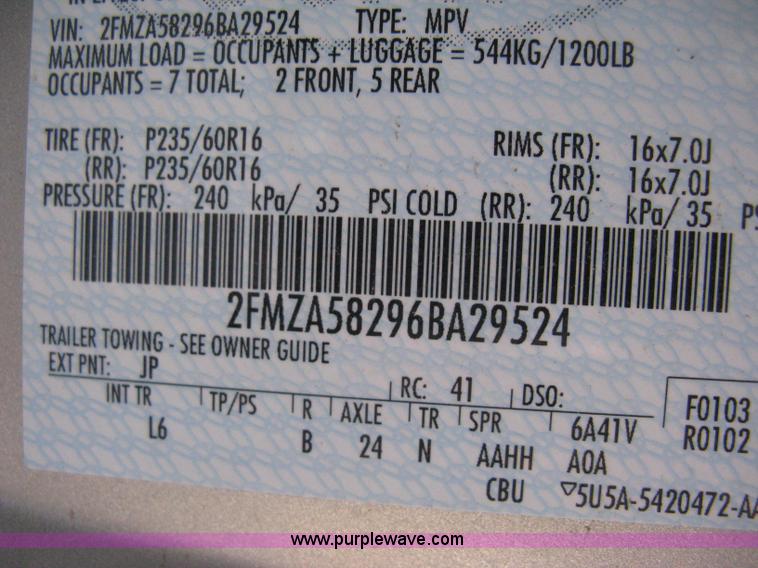 VIN: 2FMZA58296BA29524 TYPE: MPV
MAXIMUM LOAD = OCCUPANTS + LUGGAGE = 544KG/1200LB
OCCUPANTS = 7 TOTAL; 2 FRONT, 5 REAR
TIRE (FR): P235/60R16 RIMS (FR): 16x7.0J
(RR): P235/60R16 (RR): 16x7.0J
PRESSURE (FR): 240 kPa/ 35 PSI COLD (RR): 240 kPa/ 35 PS
2FMZA58296BA29524
TRAILER TOWING - SEE OWNER GUIDE
EXT PNT: JP RC: 41 DSO: F0103
INT TR TP/PS R AXLE TR SPR 6A41V R0102
L6 B 24 N AAHH A0A
CBU ▽5U5A-5420472-AA
www.purplewave.com